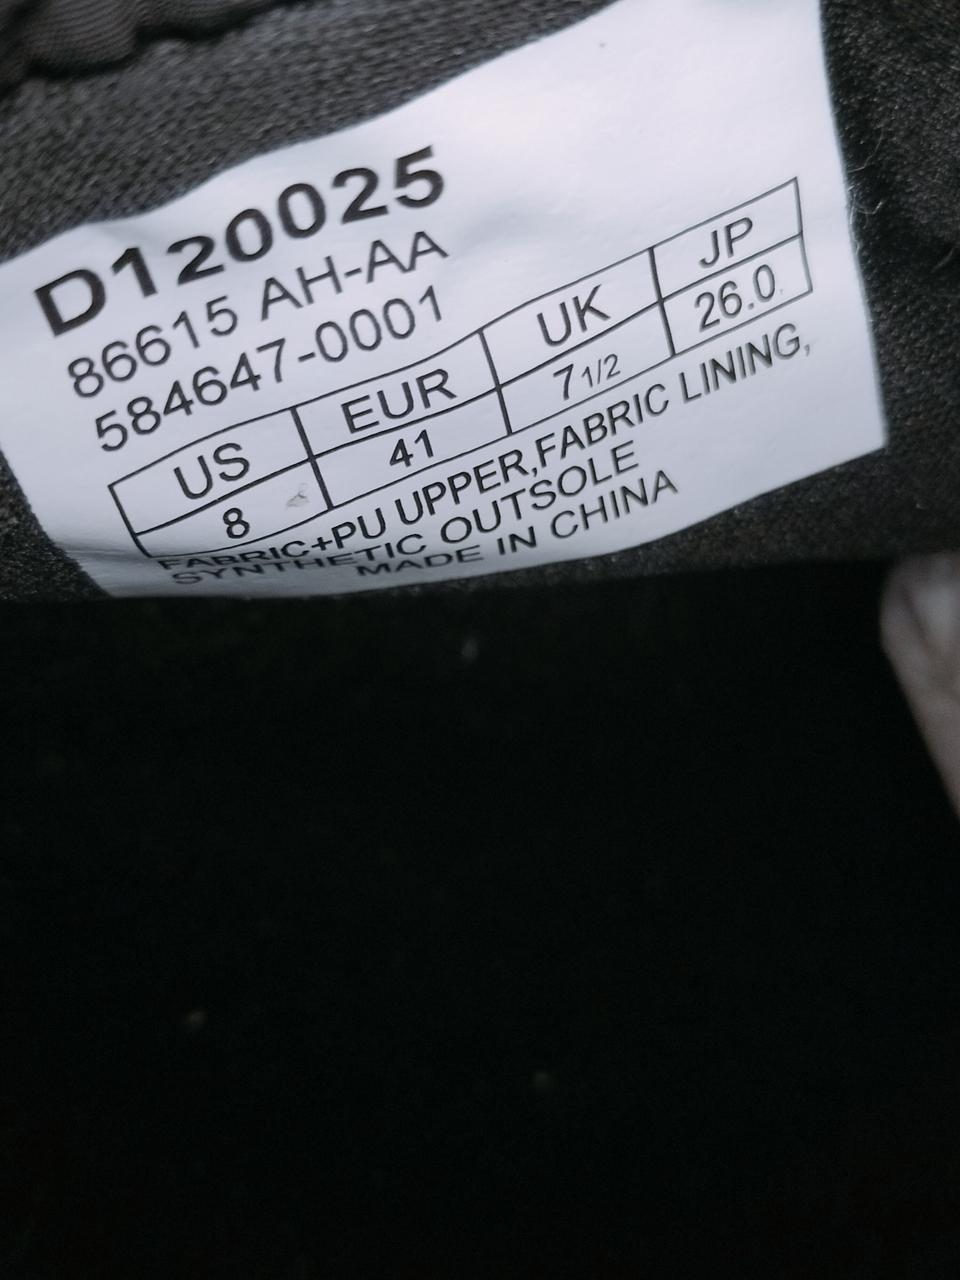 D120025
86615 AH-AA
584647-0001
US EUR UK JP
8 41 7 1/2 26.0
FABRIC+PU UPPER,FABRIC LINING,
SYNTHETIC OUTSOLE
MADE IN CHINA